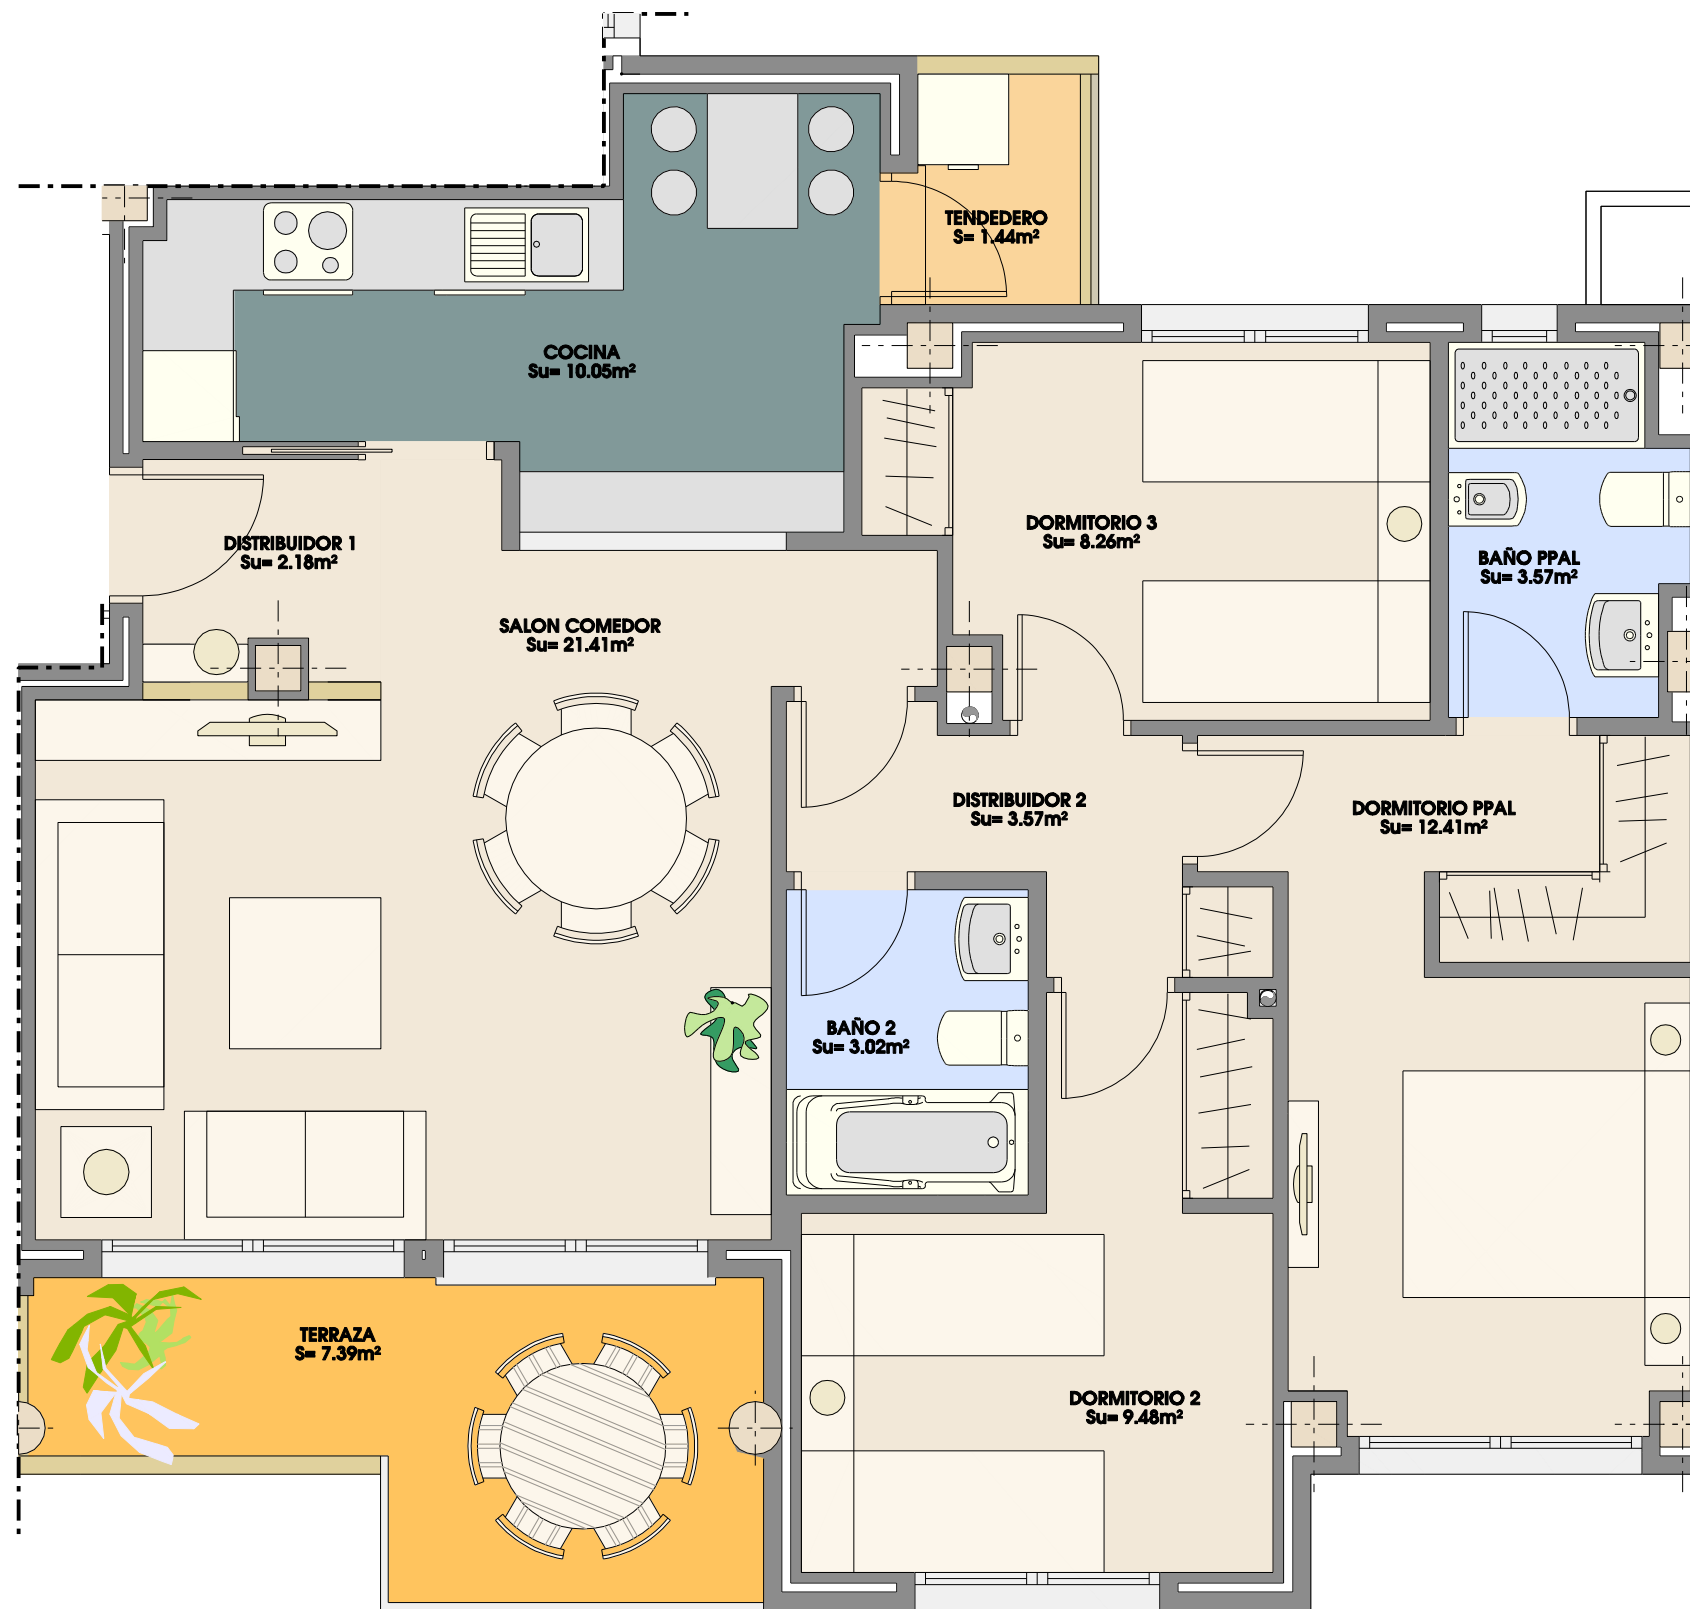 TENDEDERO
S= 1.44m²
COCINA
Su= 10.05m²
DISTRIBUIDOR 1
Su= 2.18m²
DORMITORIO 3
Su= 8.26m²
BAÑO PPAL
Su= 3.57m²
SALON COMEDOR
Su= 21.41m²
DISTRIBUIDOR 2
Su= 3.57m²
DORMITORIO PPAL
Su= 12.41m²
BAÑO 2
Su= 3.02m²
TERRAZA
S= 7.39m²
DORMITORIO 2
Su= 9.48m²